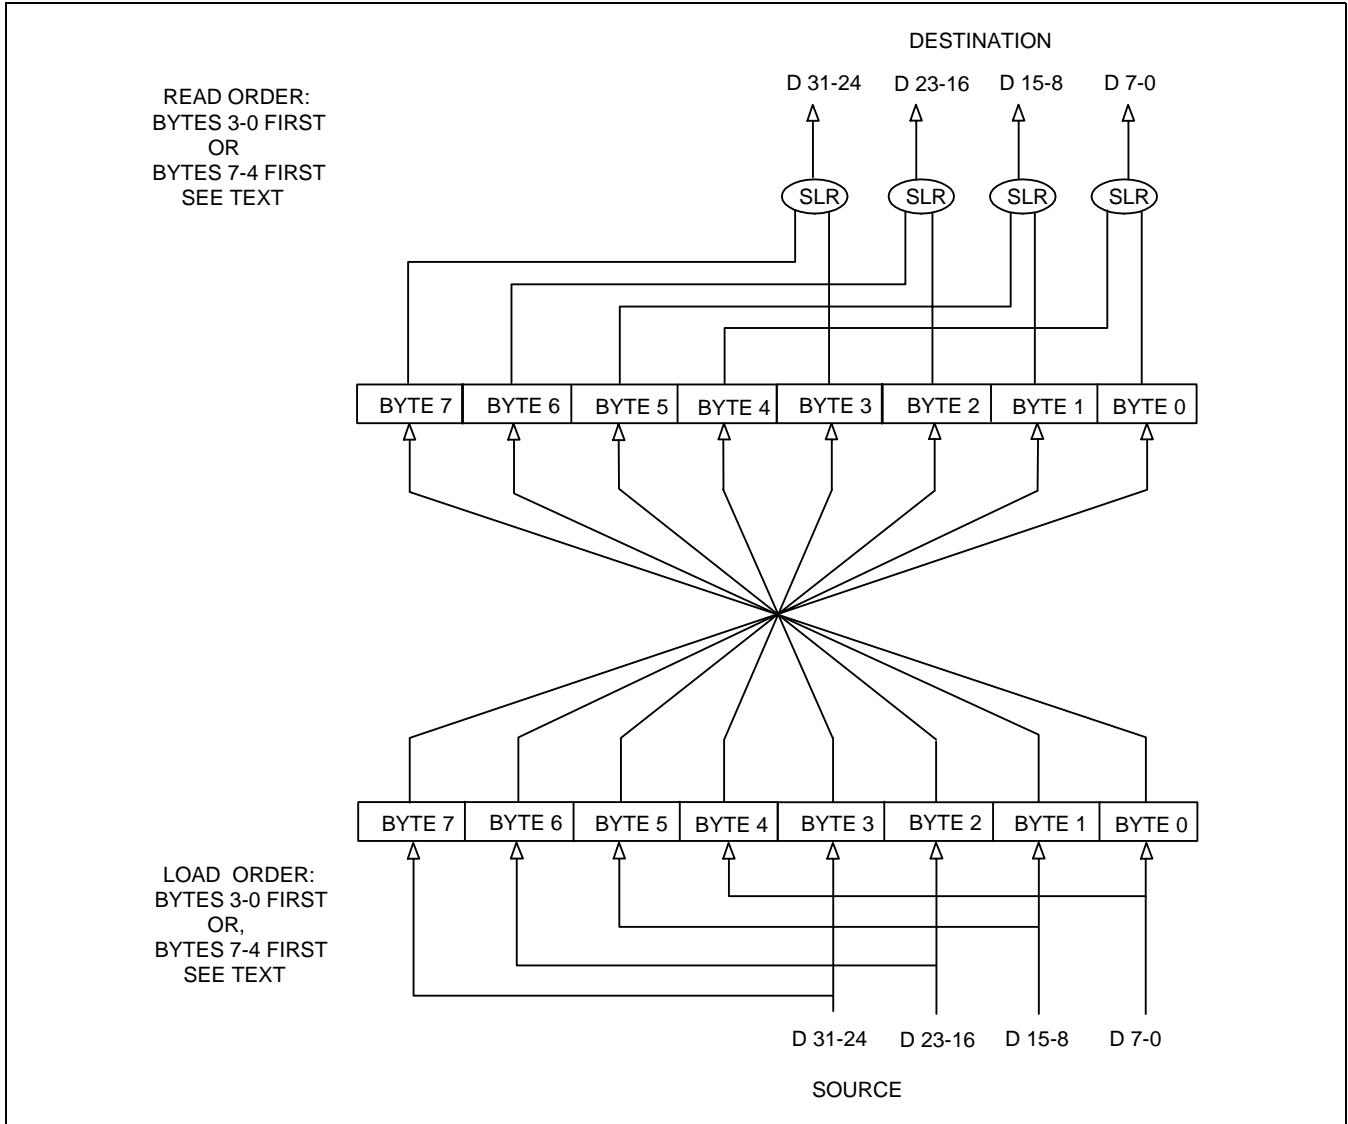 DESTINATION
D 31-24 D 23-16 D 15-8 D 7-0
READ ORDER:
BYTES 3-0 FIRST
OR
BYTES 7-4 FIRST
SEE TEXT
SLR SLR SLR SLR
BYTE 7 BYTE 6 BYTE 5 BYTE 4 BYTE 3 BYTE 2 BYTE 1 BYTE 0
BYTE 7 BYTE 6 BYTE 5 BYTE 4 BYTE 3 BYTE 2 BYTE 1 BYTE 0
LOAD ORDER:
BYTES 3-0 FIRST
OR,
BYTES 7-4 FIRST
SEE TEXT
D 31-24 D 23-16 D 15-8 D 7-0
SOURCE